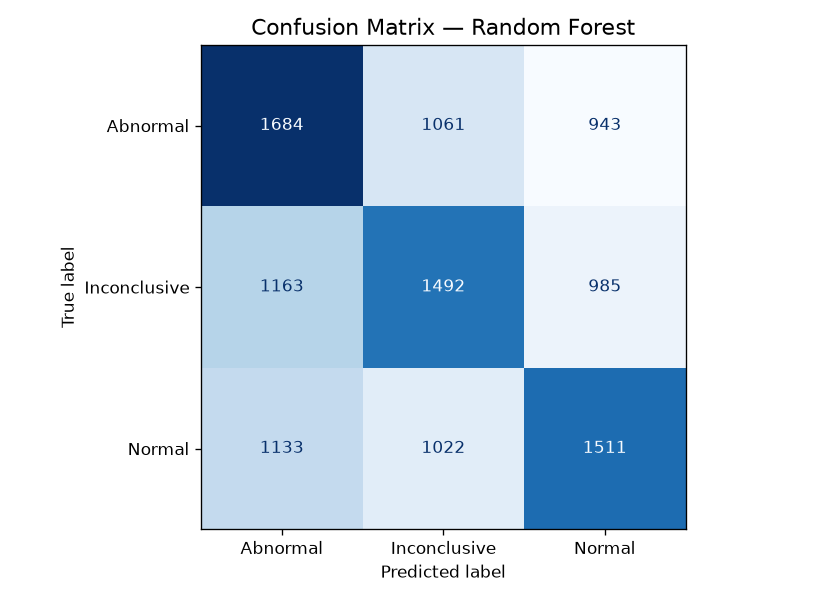 Confusion Matrix — Random Forest
True label
Abnormal 1684 1061 943
Inconclusive 1163 1492 985
Normal 1133 1022 1511
Abnormal Inconclusive Normal
Predicted label